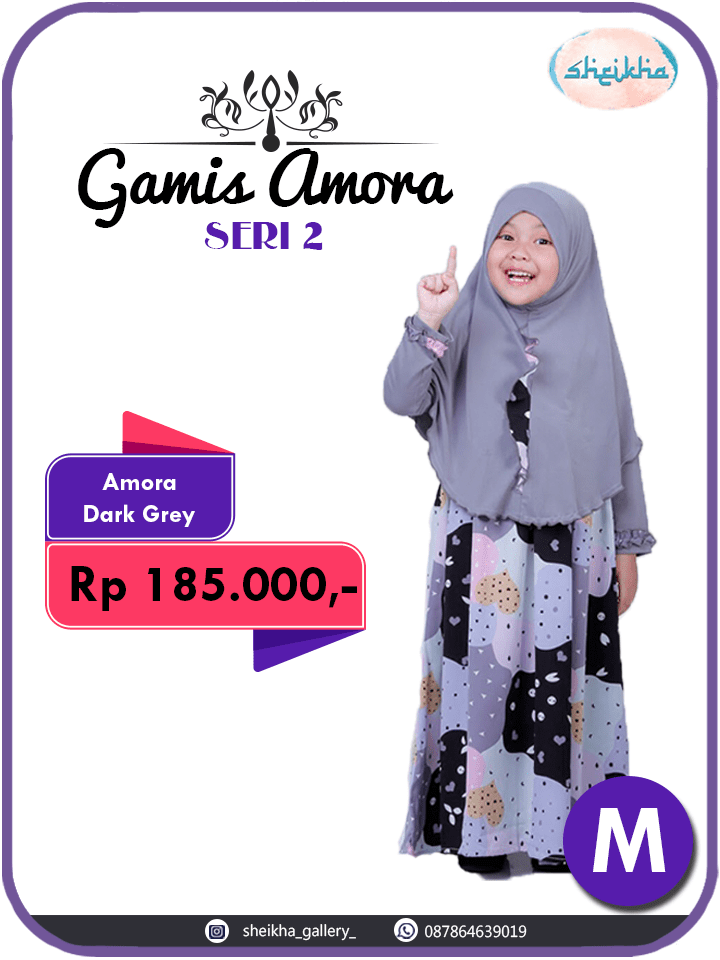 sheikha
Gamis Amora
SERI 2
Amora
Dark Grey
Rp 185.000,-
M
sheikha_gallery_ 087864639019